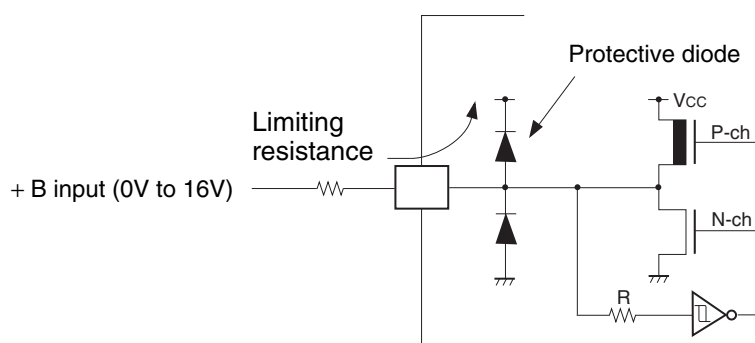 Protective diode
Limiting
resistance
VCC
P-ch
+ B input (0V to 16V)
N-ch
R